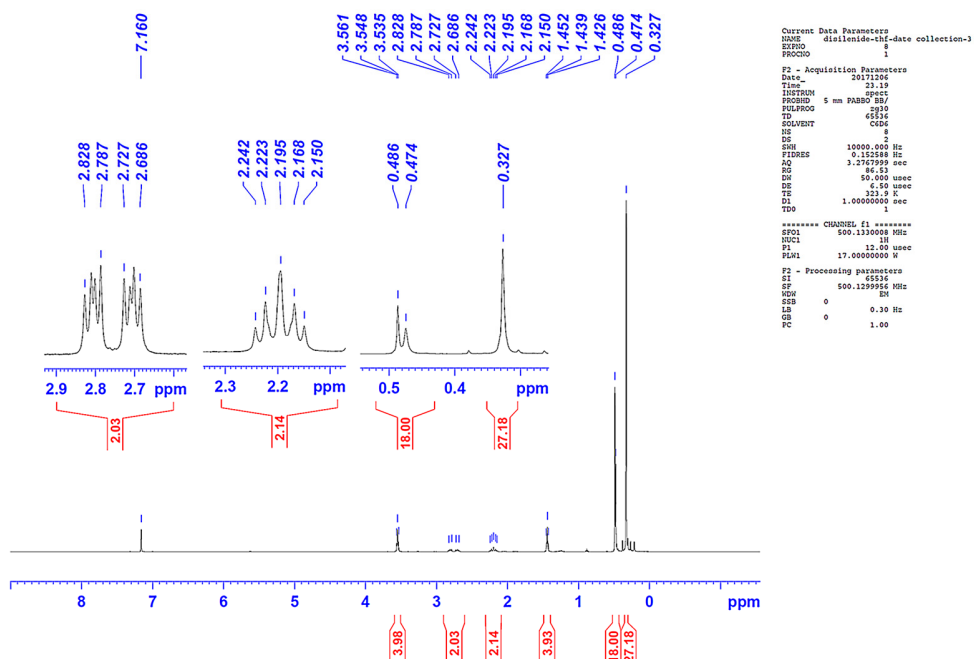 7.160
3.561
3.548
3.535
2.828
2.787
2.727
2.686
2.242
2.223
2.195
2.168
2.150
1.452
1.439
1.426
0.486
0.474
0.327
2.828
2.787
2.727
2.686
2.242
2.223
2.195
2.168
2.150
0.486
0.474
0.327
2.9 2.8 2.7 ppm
2.03
2.3 2.2 ppm
2.14
0.5 0.4 ppm
18.00
27.18
8 7 6 5 4 3 2 1 0 ppm
3.98
2.03
2.14
3.93
18.00
27.18
Current Data Parameters
NAME disilenide-thf-date collection-3
EXPNO 8
PROCNO 1
F2 - Acquisition Parameters
Date_ 20171206
Time 23.19
INSTRUM spect
PROBHD 5 mm PABBO BB/
PULPROG zg30
TD 65536
SOLVENT C6D6
NS 8
DS 2
SWH 10000.000 Hz
FIDRES 0.152588 Hz
AQ 3.2767999 sec
RG 86.53
DW 50.000 usec
DE 6.50 usec
TE 323.9 K
D1 1.00000000 sec
TD0 1
======== CHANNEL f1 ========
SFO1 500.1330008 MHz
NUC1 1H
P1 12.00 usec
PLW1 17.00000000 W
F2 - Processing parameters
SI 65536
SF 500.1299956 MHz
WDW EM
SSB 0
LB 0.30 Hz
GB 0
PC 1.00